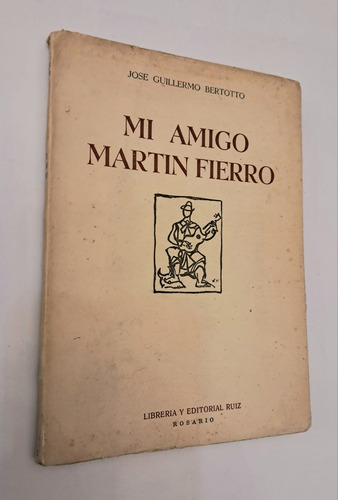 JOSE GUILLERMO BERTOTTO
MI AMIGO
MARTIN FIERRO
LIBRERIA Y EDITORIAL RUIZ
ROSARIO